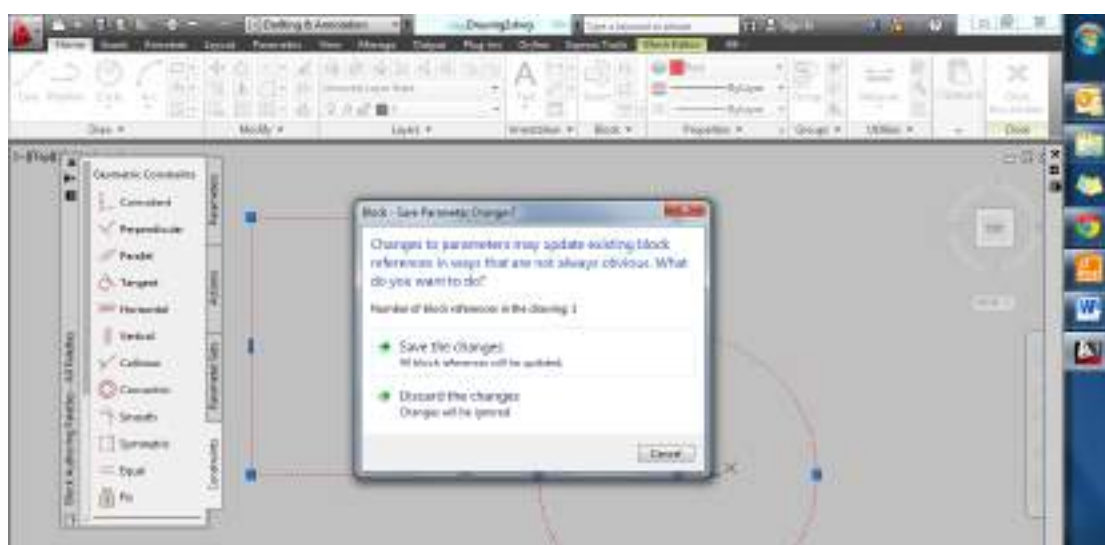 Drafting & Annotation
Drawing1.dwg
Home
Insert
Annotate
Layout
Parametric
View
Manage
Output
Plug-ins
Online
Express Tools
Block Editor
ByLayer
ByLayer
Draw
Modify
Layers
Annotation
Block
Properties
Groups
Utilities
Close
Geometric Constraints
Coincident
Perpendicular
Parallel
Tangent
Horizontal
Vertical
Collinear
Concentric
Smooth
Symmetric
Equal
Fix
Parameters
Actions
Parameter Sets
Constraints
Block Authoring Palettes - All Palettes
Block - Save Parameter Changes?
Changes to parameters may update existing block
references in ways that are not always obvious. What
do you want to do?
Number of block references in the drawing: 1
Save the changes
All block references will be updated.
Discard the changes
Changes will be ignored
Cancel
TOP